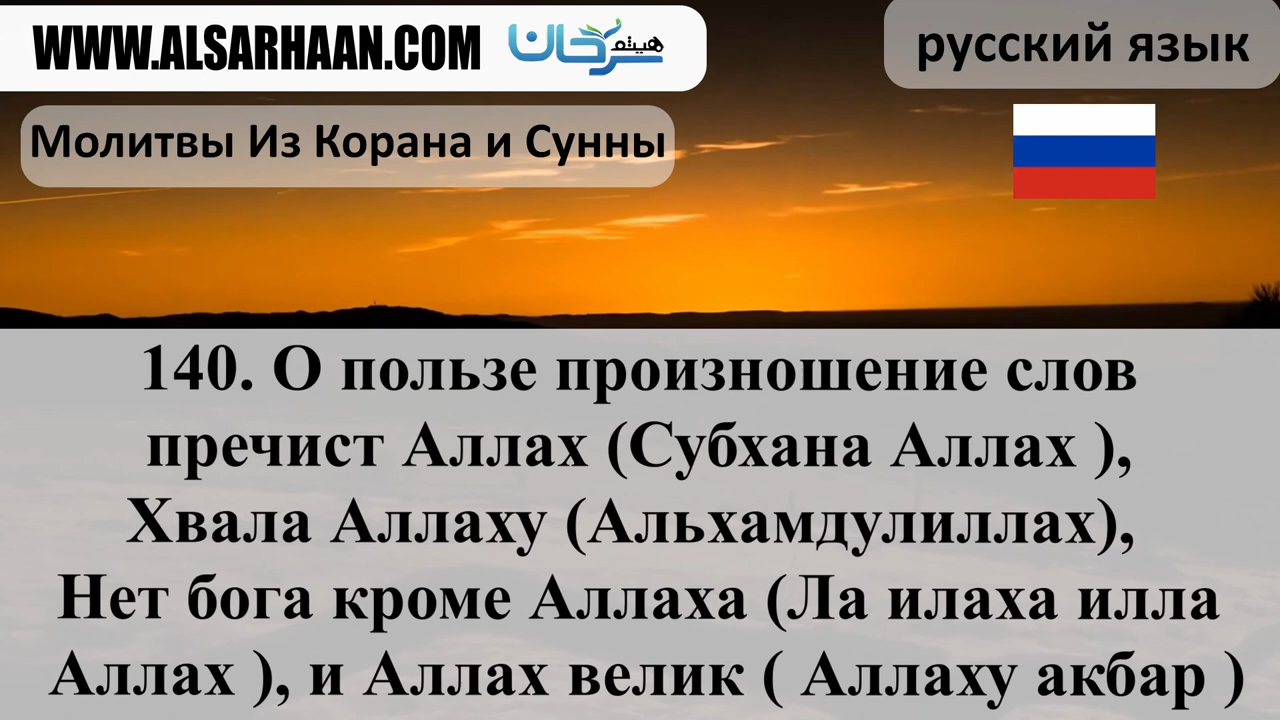 WWW.ALSARHAAN.COM
هيثم سرحان
русский язык
Молитвы Из Корана и Сунны
140. О пользе произношение слов
пречист Аллах (Субхана Аллах ),
Хвала Аллаху (Альхамдулиллах),
Нет бога кроме Аллаха (Ла илаха илла
Аллах ), и Аллах велик ( Аллаху акбар )